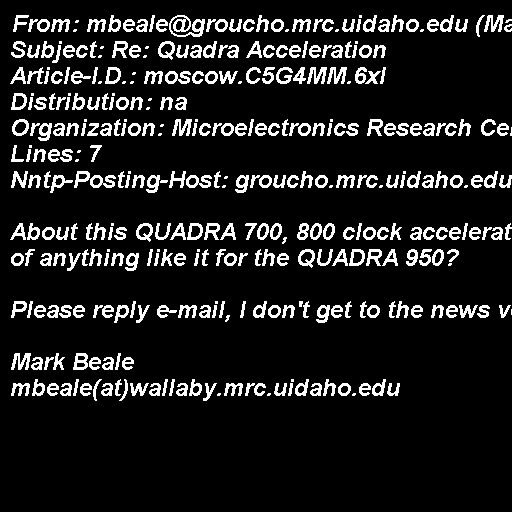 From: mbeale@groucho.mrc.uidaho.edu (Ma
Subject: Re: Quadra Acceleration
Article-I.D.: moscow.C5G4MM.6xl
Distribution: na
Organization: Microelectronics Research Ce
Lines: 7
Nntp-Posting-Host: groucho.mrc.uidaho.edu

About this QUADRA 700, 800 clock accelerat
of anything like it for the QUADRA 950?

Please reply e-mail, I don't get to the news v

Mark Beale
mbeale(at)wallaby.mrc.uidaho.edu